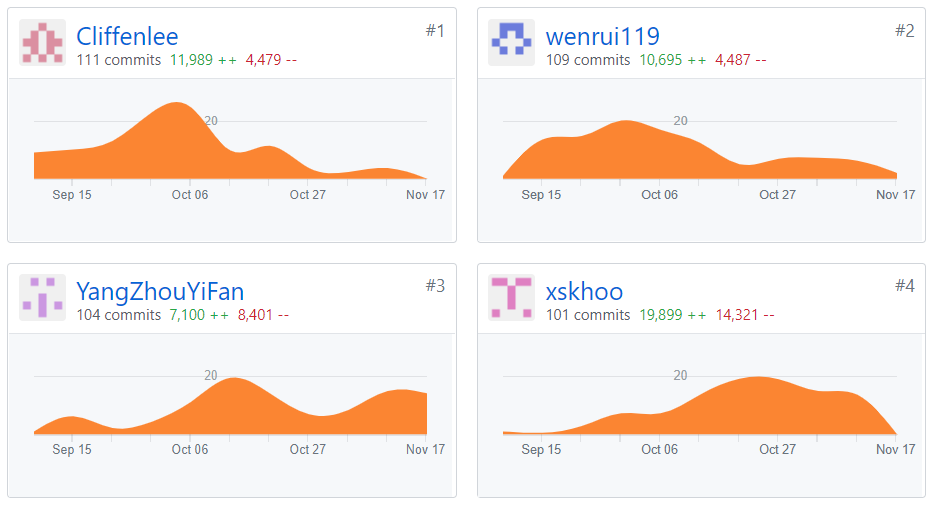 Cliffenlee #1
111 commits 11,989 ++ 4,479 --
20
Sep 15 Oct 06 Oct 27 Nov 17
wenrui119 #2
109 commits 10,695 ++ 4,487 --
20
Sep 15 Oct 06 Oct 27 Nov 17
YangZhouYiFan #3
104 commits 7,100 ++ 8,401 --
20
Sep 15 Oct 06 Oct 27 Nov 17
xskhoo #4
101 commits 19,899 ++ 14,321 --
20
Sep 15 Oct 06 Oct 27 Nov 17